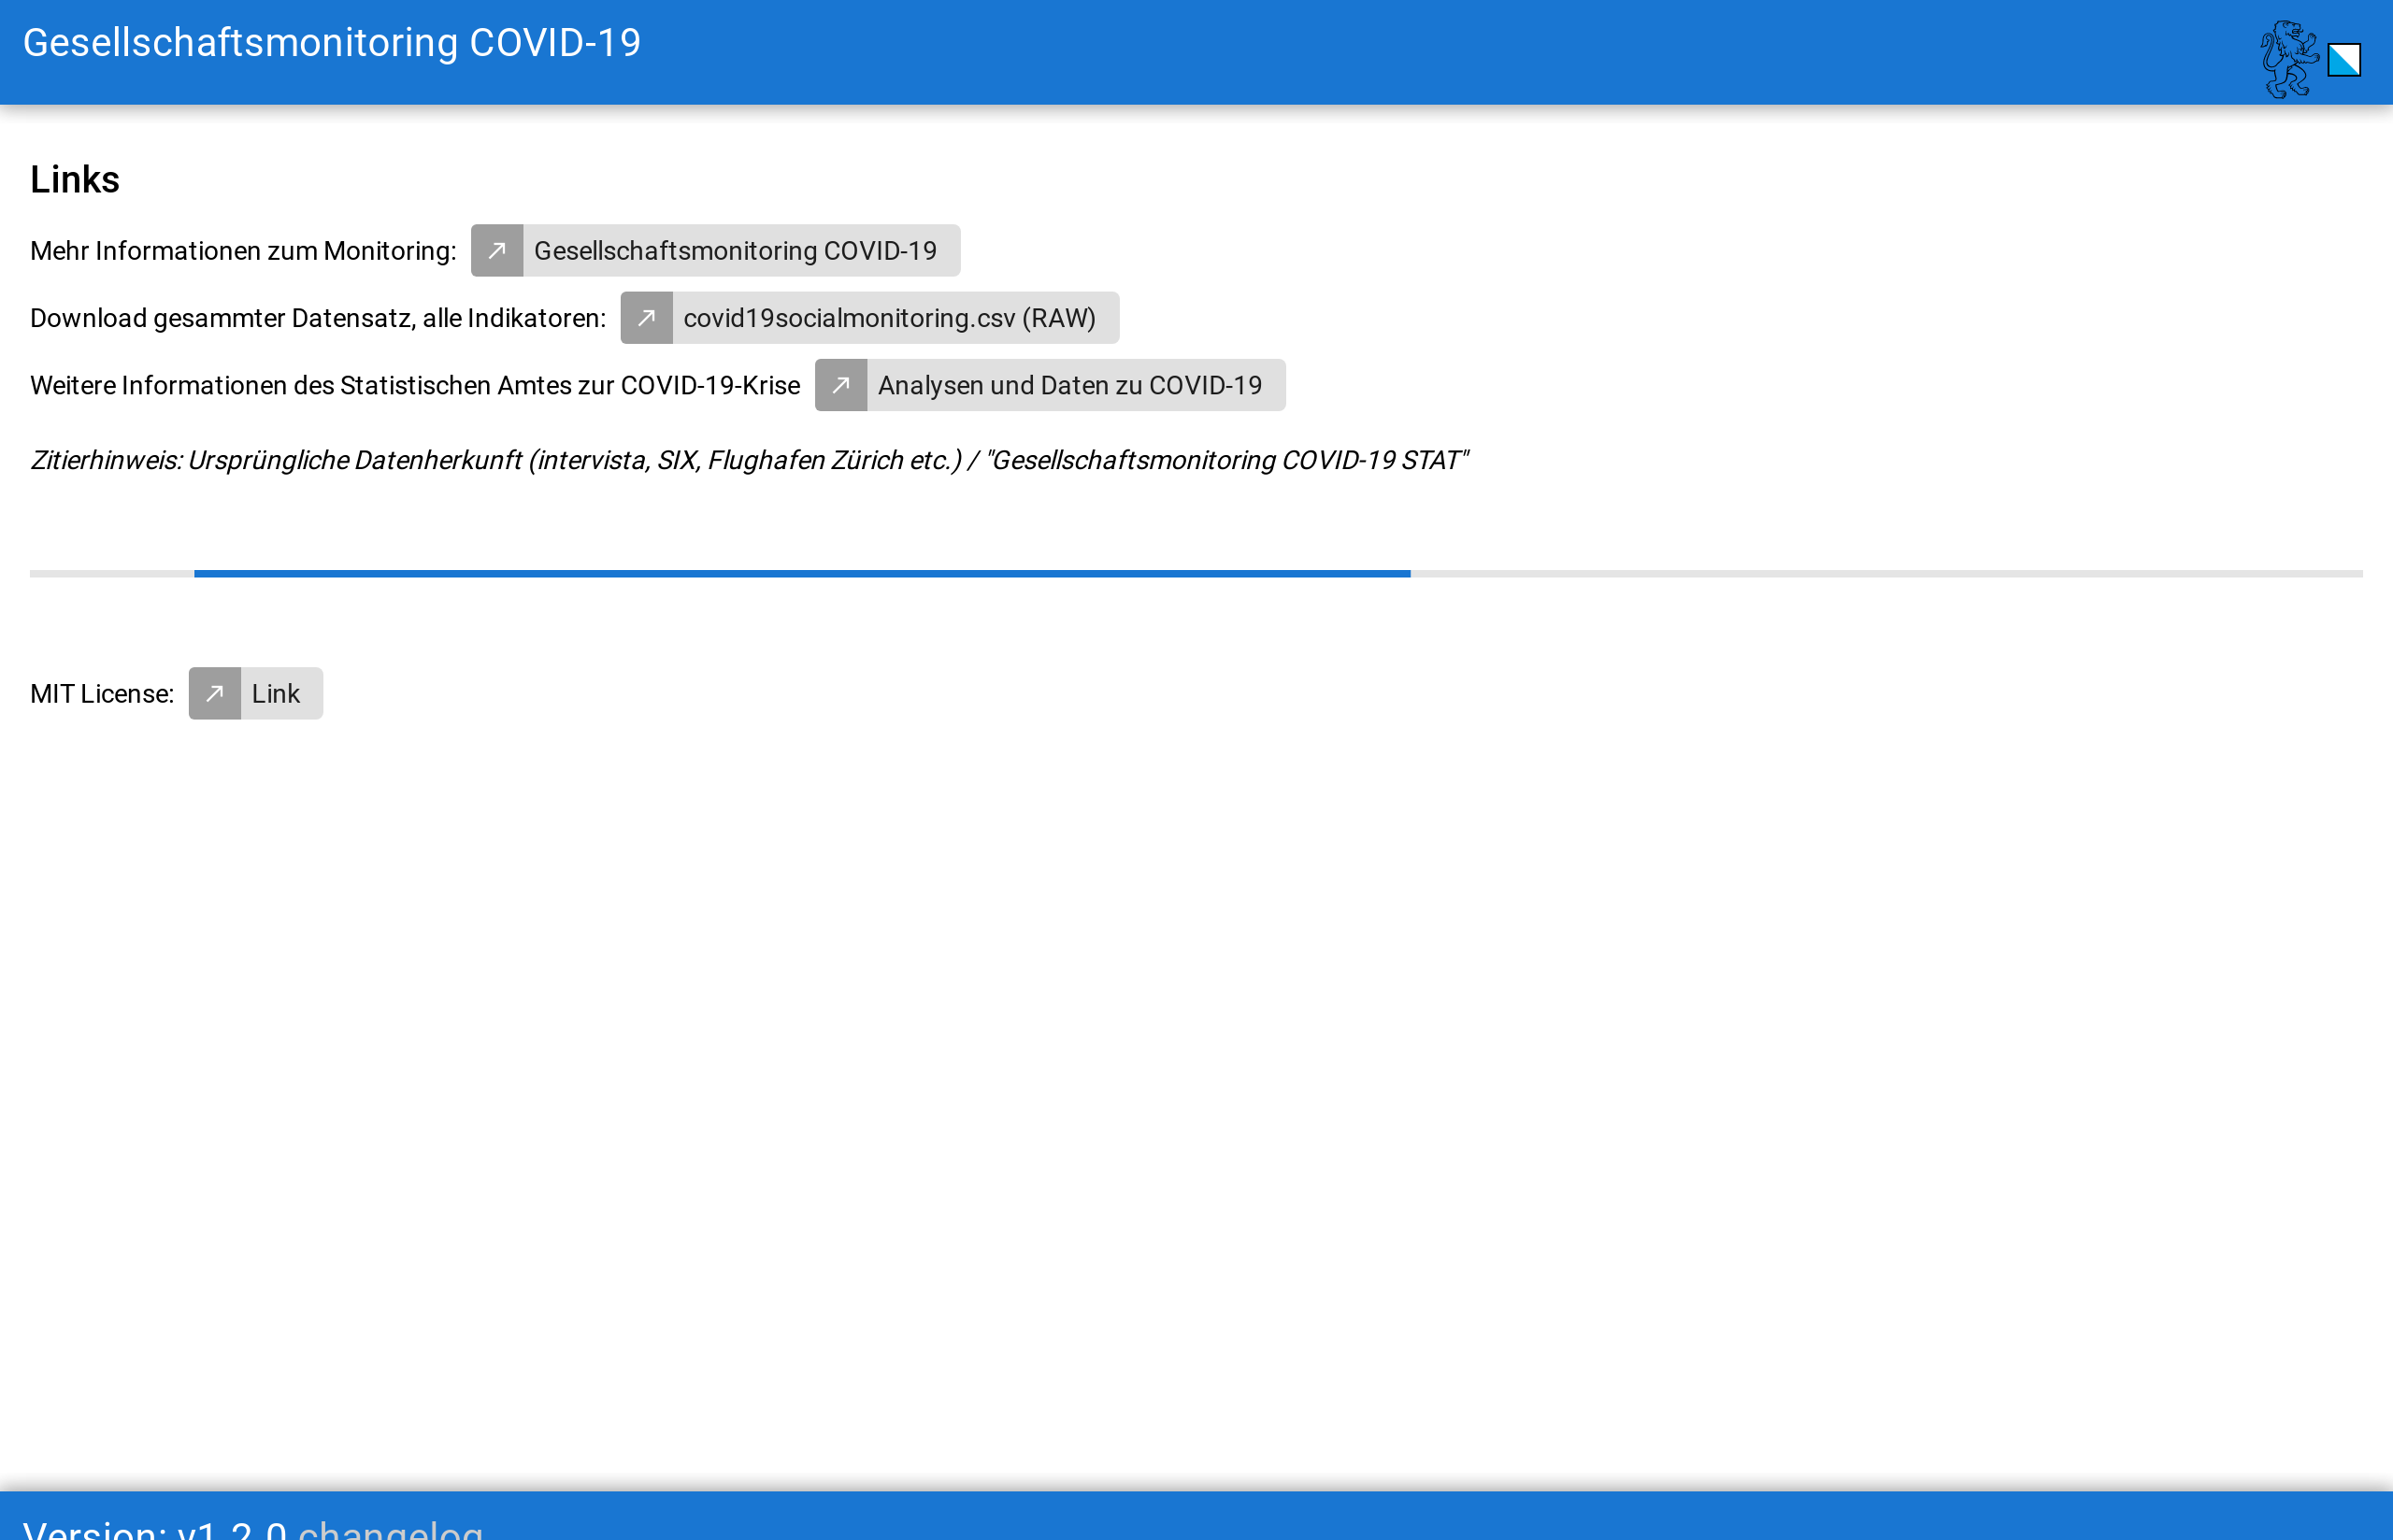 Gesellschaftsmonitoring COVID-19
Links
Mehr Informationen zum Monitoring: Gesellschaftsmonitoring COVID-19
Download gesammter Datensatz, alle Indikatoren: covid19socialmonitoring.csv (RAW)
Weitere Informationen des Statistischen Amtes zur COVID-19-Krise Analysen und Daten zu COVID-19
Zitierhinweis: Ursprüngliche Datenherkunft (intervista, SIX, Flughafen Zürich etc.) / "Gesellschaftsmonitoring COVID-19 STAT"
MIT License: Link
Version: v1.2.0 changelog